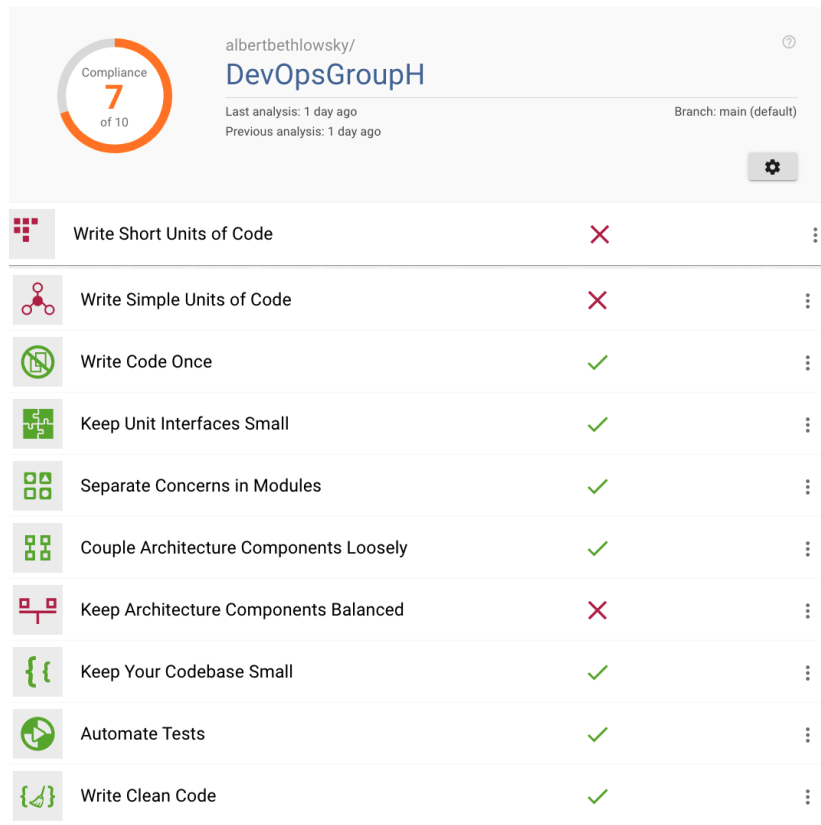 Compliance
7
of 10
albertbethlowsky/
DevOpsGroupH
Last analysis: 1 day ago
Branch: main (default)
Previous analysis: 1 day ago
Write Short Units of Code
Write Simple Units of Code
Write Code Once
Keep Unit Interfaces Small
Separate Concerns in Modules
Couple Architecture Components Loosely
Keep Architecture Components Balanced
Keep Your Codebase Small
Automate Tests
Write Clean Code